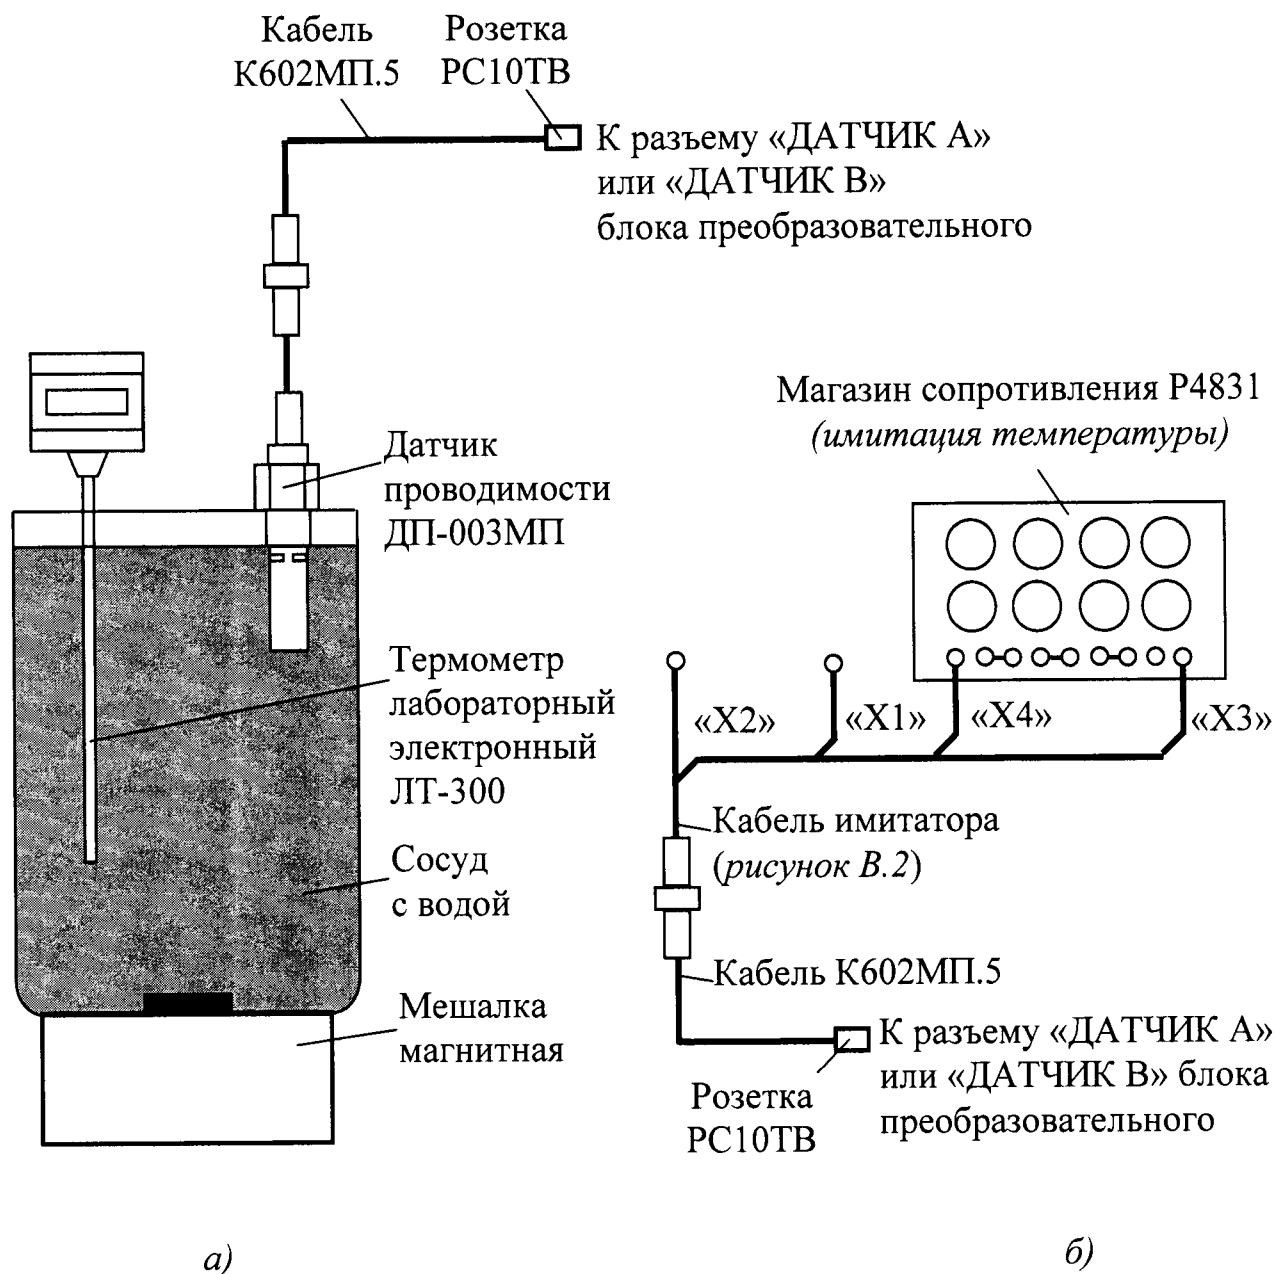 Кабель
К602МП.5
Розетка
РС10ТВ
К разъему «ДАТЧИК А»
или «ДАТЧИК В»
блока преобразовательного
Датчик
проводимости
ДП-003МП
Термометр
лабораторный
электронный
ЛТ-300
Сосуд
с водой
Мешалка
магнитная
а)
Магазин сопротивления Р4831
(имитация температуры)
«Х2»
«Х1»
«Х4»
«Х3»
Кабель имитатора
(рисунок В.2)
Кабель К602МП.5
К разъему «ДАТЧИК А»
или «ДАТЧИК В» блока
преобразовательного
Розетка
РС10ТВ
б)